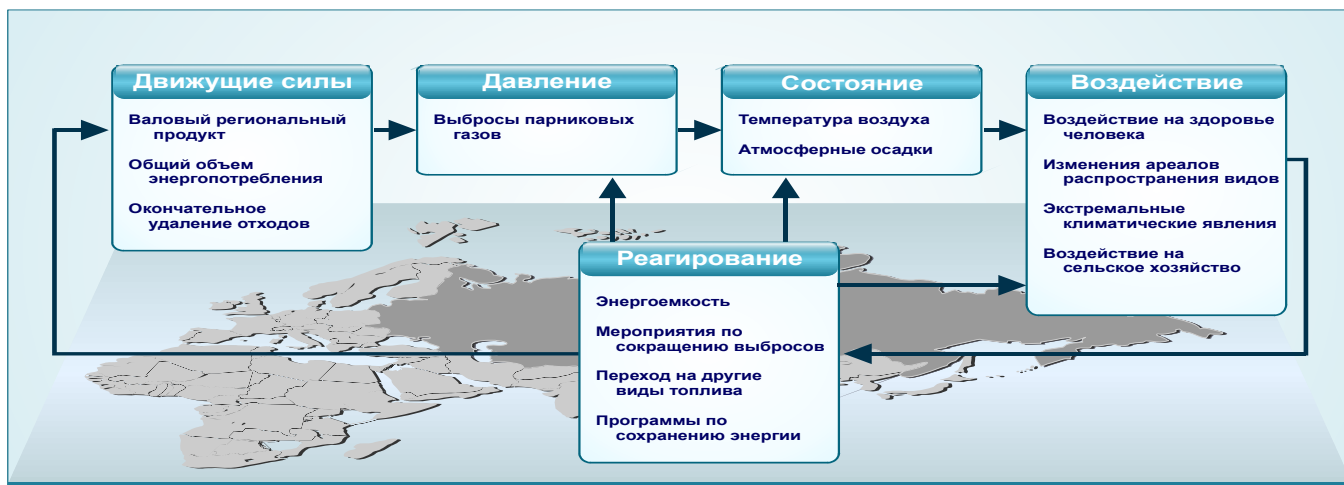 Движущие силы
Валовый региональный
продукт
Общий объем
энергопотребления
Окончательное
удаление отходов
Давление
Выбросы парниковых
газов
Состояние
Температура воздуха
Атмосферные осадки
Воздействие
Воздействие на здоровье
человека
Изменения ареалов
распространения видов
Экстремальные
климатические явления
Воздействие на
сельское хозяйство
Реагирование
Энергоемкость
Мероприятия по
сокращению выбросов
Переход на другие
виды топлива
Программы по
сохранению энергии